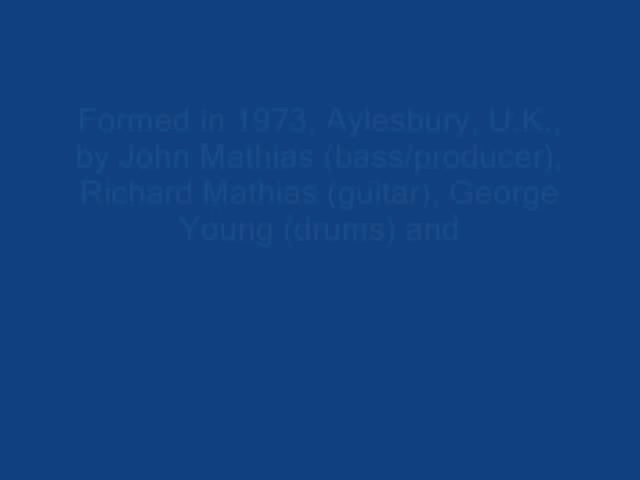 Formed in 1973, Aylesbury, U.K.,
by John Mathias (bass/producer),
Richard Mathias (guitar), George
Young (drums) and